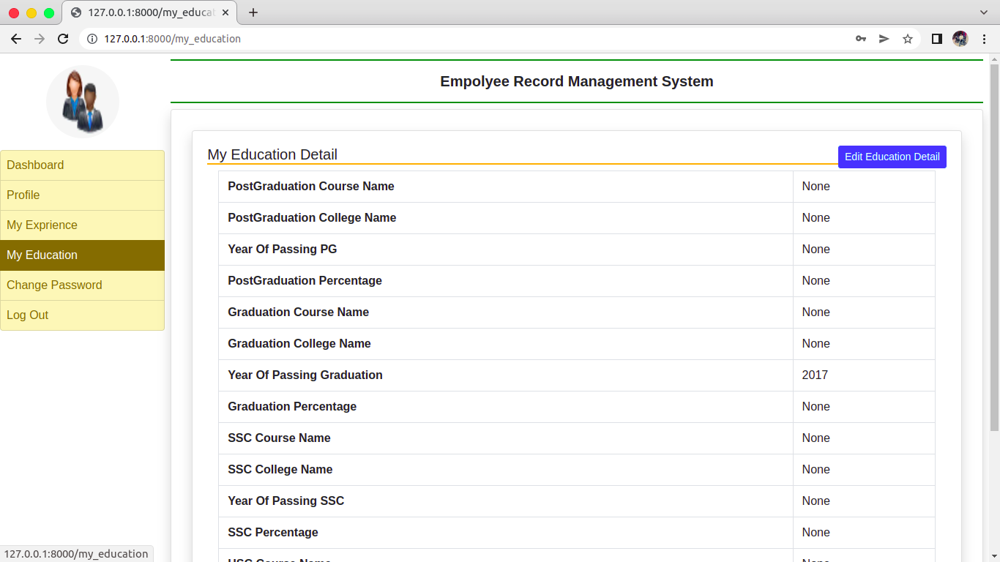 127.0.0.1:8000/my_educat
127.0.0.1:8000/my_education
Empolyee Record Management System
Dashboard
Profile
My Exprience
My Education
Change Password
Log Out
My Education Detail
Edit Education Detail
PostGraduation Course Name None
PostGraduation College Name None
Year Of Passing PG None
PostGraduation Percentage None
Graduation Course Name None
Graduation College Name None
Year Of Passing Graduation 2017
Graduation Percentage None
SSC Course Name None
SSC College Name None
Year Of Passing SSC None
SSC Percentage None
HSC Course Name None
127.0.0.1:8000/my_education